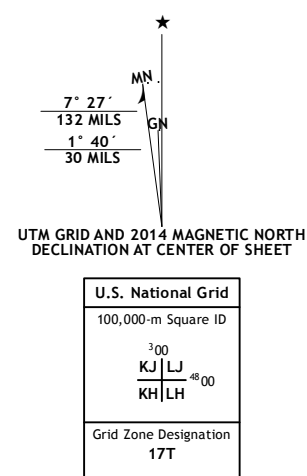 MN
7° 27´
132 MILS
GN
1° 40´
30 MILS
UTM GRID AND 2014 MAGNETIC NORTH
DECLINATION AT CENTER OF SHEET
U.S. National Grid
100,000-m Square ID
³00
KJ LJ
⁴⁸00
KH LH
Grid Zone Designation
17T